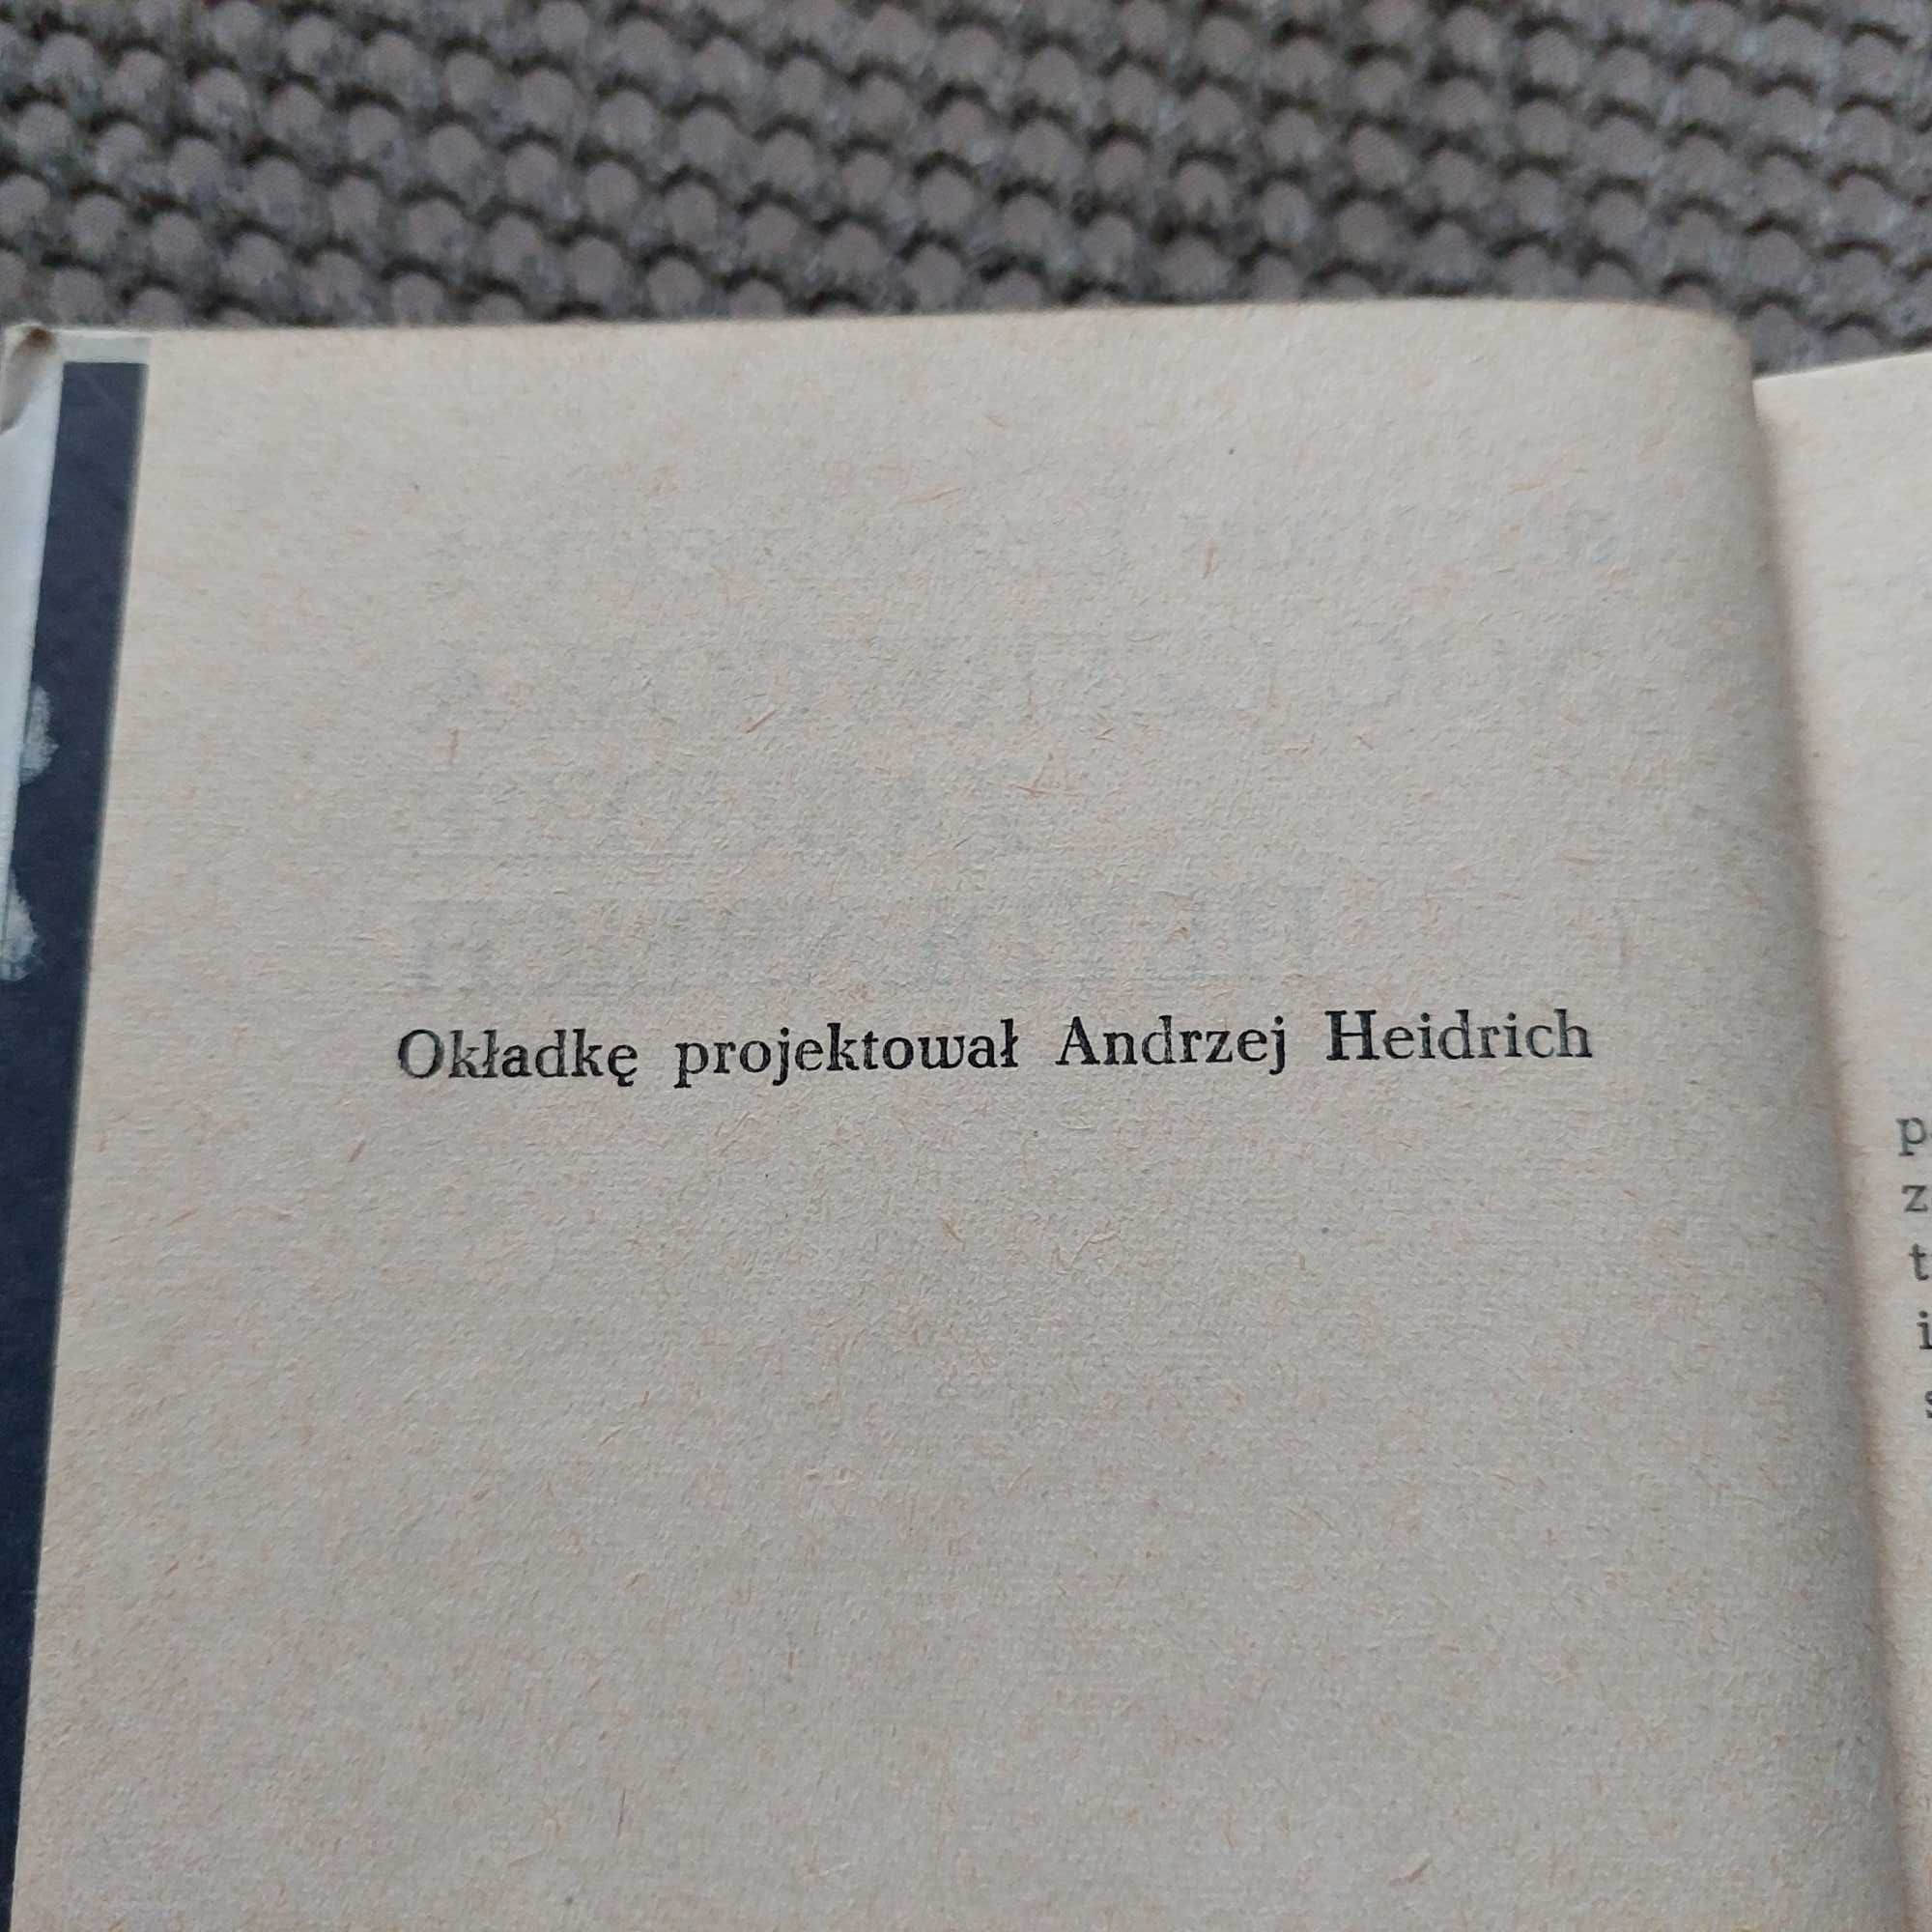 Okładkę projektował Andrzej Heidrich
p
z
t
i
s